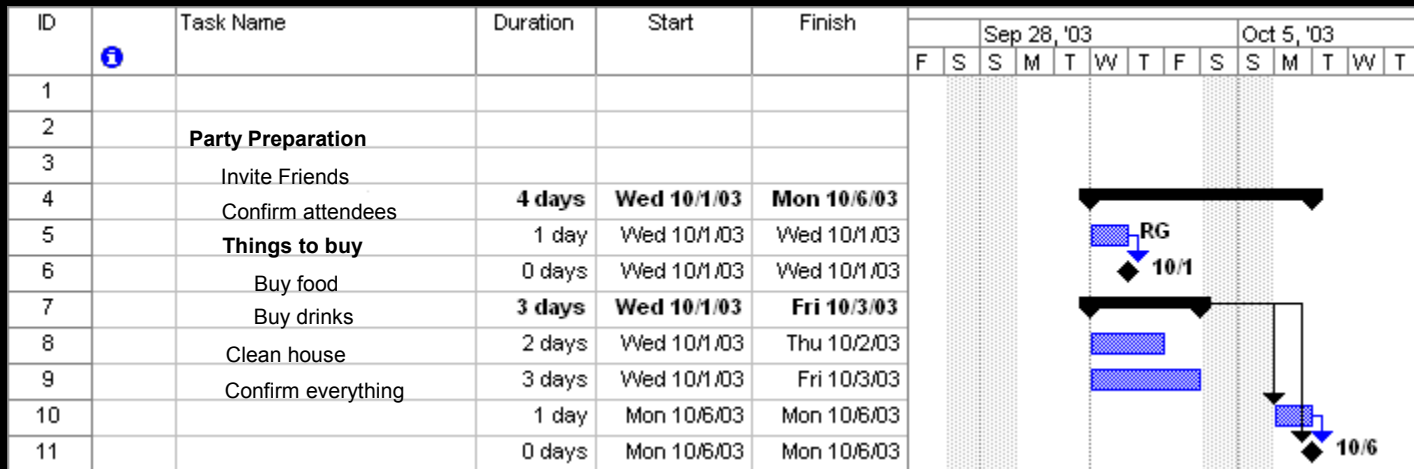 ID Task Name Duration Start Finish
Sep 28, '03 Oct 5, '03
i F S S M T W T F S S M T W T
1
2 Party Preparation
3 Invite Friends
4 Confirm attendees 4 days Wed 10/1/03 Mon 10/6/03
5 Things to buy 1 day Wed 10/1/03 Wed 10/1/03 RG
6 Buy food 0 days Wed 10/1/03 Wed 10/1/03 10/1
7 Buy drinks 3 days Wed 10/1/03 Fri 10/3/03
8 Clean house 2 days Wed 10/1/03 Thu 10/2/03
9 Confirm everything 3 days Wed 10/1/03 Fri 10/3/03
10 1 day Mon 10/6/03 Mon 10/6/03
11 0 days Mon 10/6/03 Mon 10/6/03 10/6